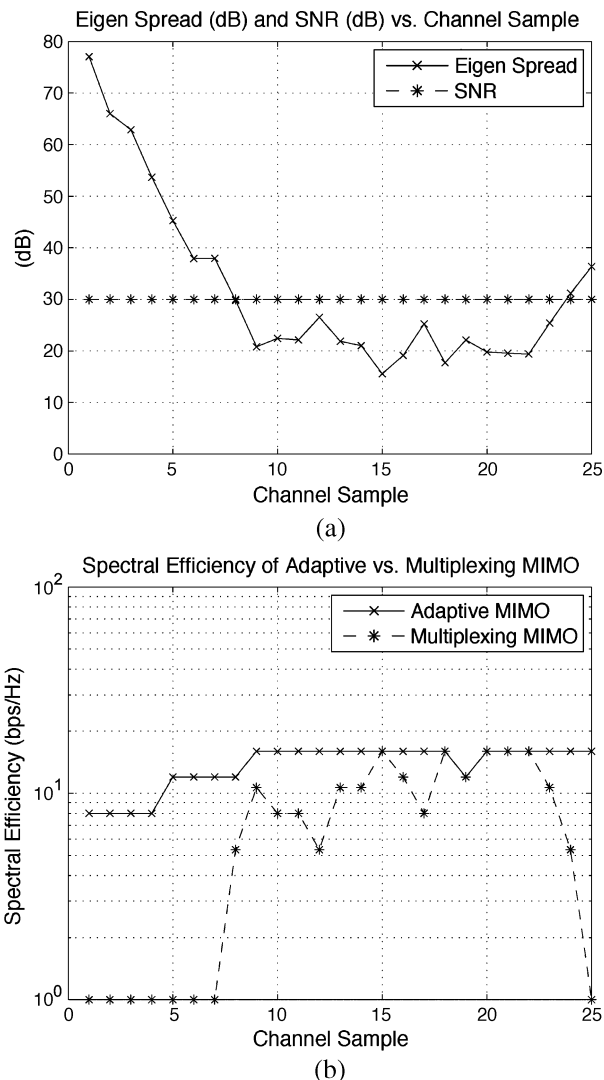 Eigen Spread (dB) and SNR (dB) vs. Channel Sample
80
70
60
50
40
30
20
10
0
(dB)
Eigen Spread
SNR
0 5 10 15 20 25
Channel Sample
(a)
Spectral Efficiency of Adaptive vs. Multiplexing MIMO
10²
10¹
10⁰
Spectral Efficiency (bps/Hz)
Adaptive MIMO
Multiplexing MIMO
0 5 10 15 20 25
Channel Sample
(b)